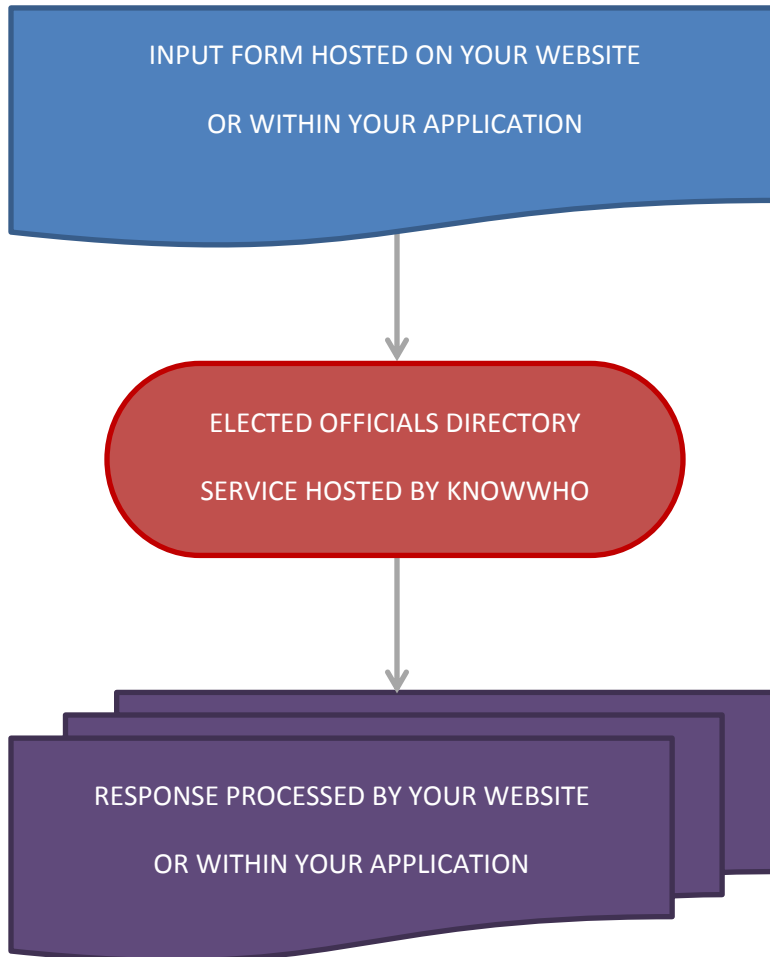 INPUT FORM HOSTED ON YOUR WEBSITE
OR WITHIN YOUR APPLICATION
ELECTED OFFICIALS DIRECTORY
SERVICE HOSTED BY KNOWWHO
RESPONSE PROCESSED BY YOUR WEBSITE
OR WITHIN YOUR APPLICATION